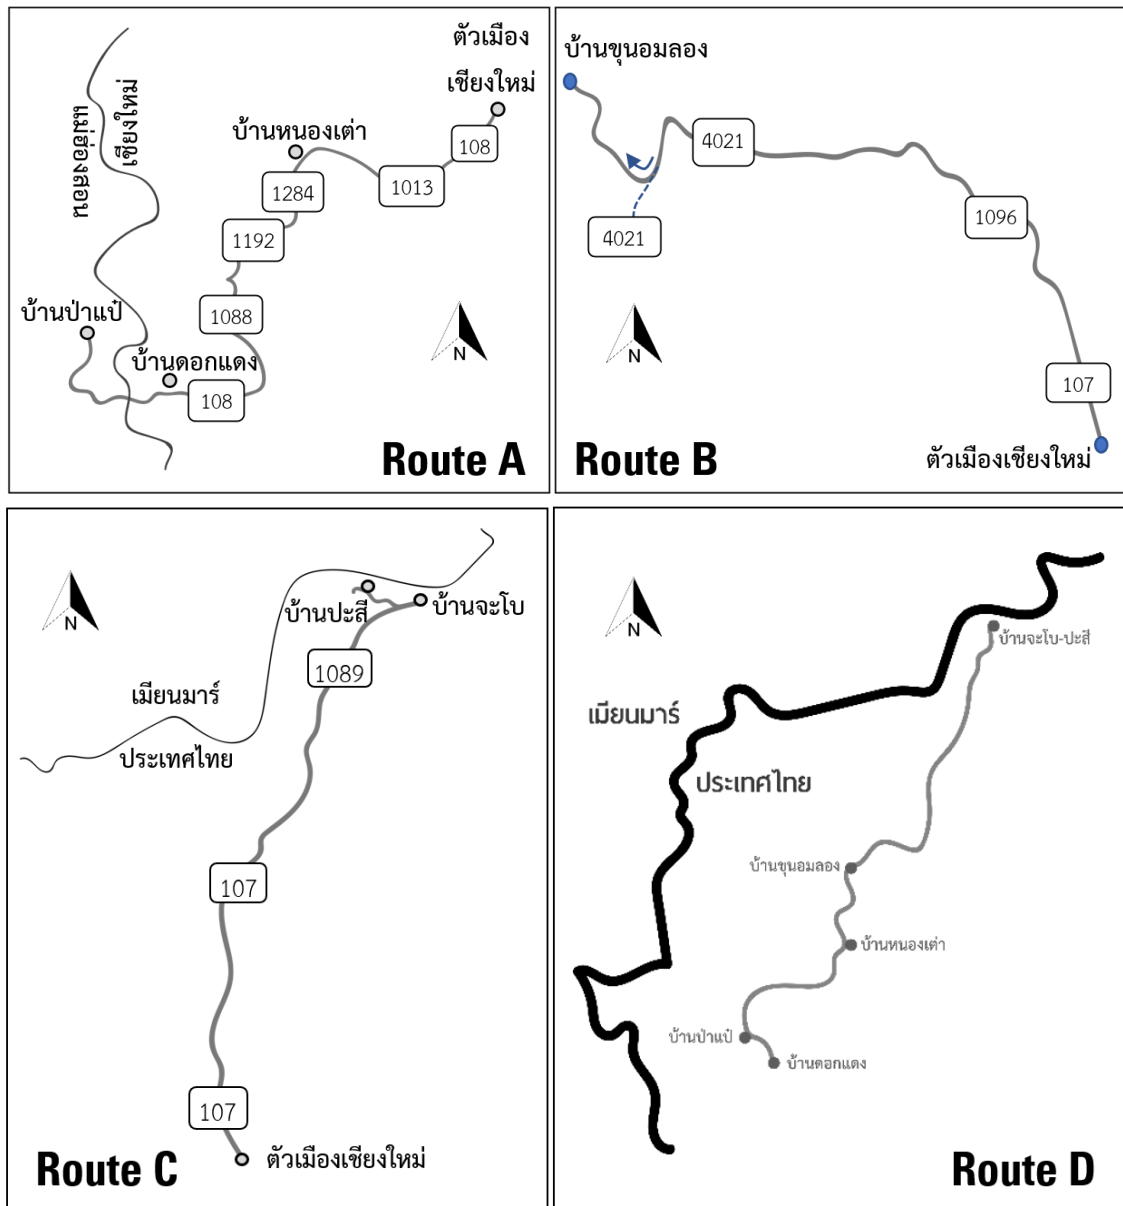 ตัวเมือง
เชียงใหม่
บ้านหนองเต่า
108
1013
1284
1192
1088
108
เชียงใหม่
แม่ฮ่องสอน
บ้านป่าแป๋
บ้านดอกแดง
N
Route A
บ้านขุนอมลอง
4021
4021
1096
107
N
ตัวเมืองเชียงใหม่
Route B
N
บ้านปะสี
บ้านจะโบ
1089
เมียนมาร์
ประเทศไทย
107
107
ตัวเมืองเชียงใหม่
Route C
N
บ้านจะโบ-ปะสี
เมียนมาร์
ประเทศไทย
บ้านขุนอมลอง
บ้านหนองเต่า
บ้านป่าแป๋
บ้านดอกแดง
Route D